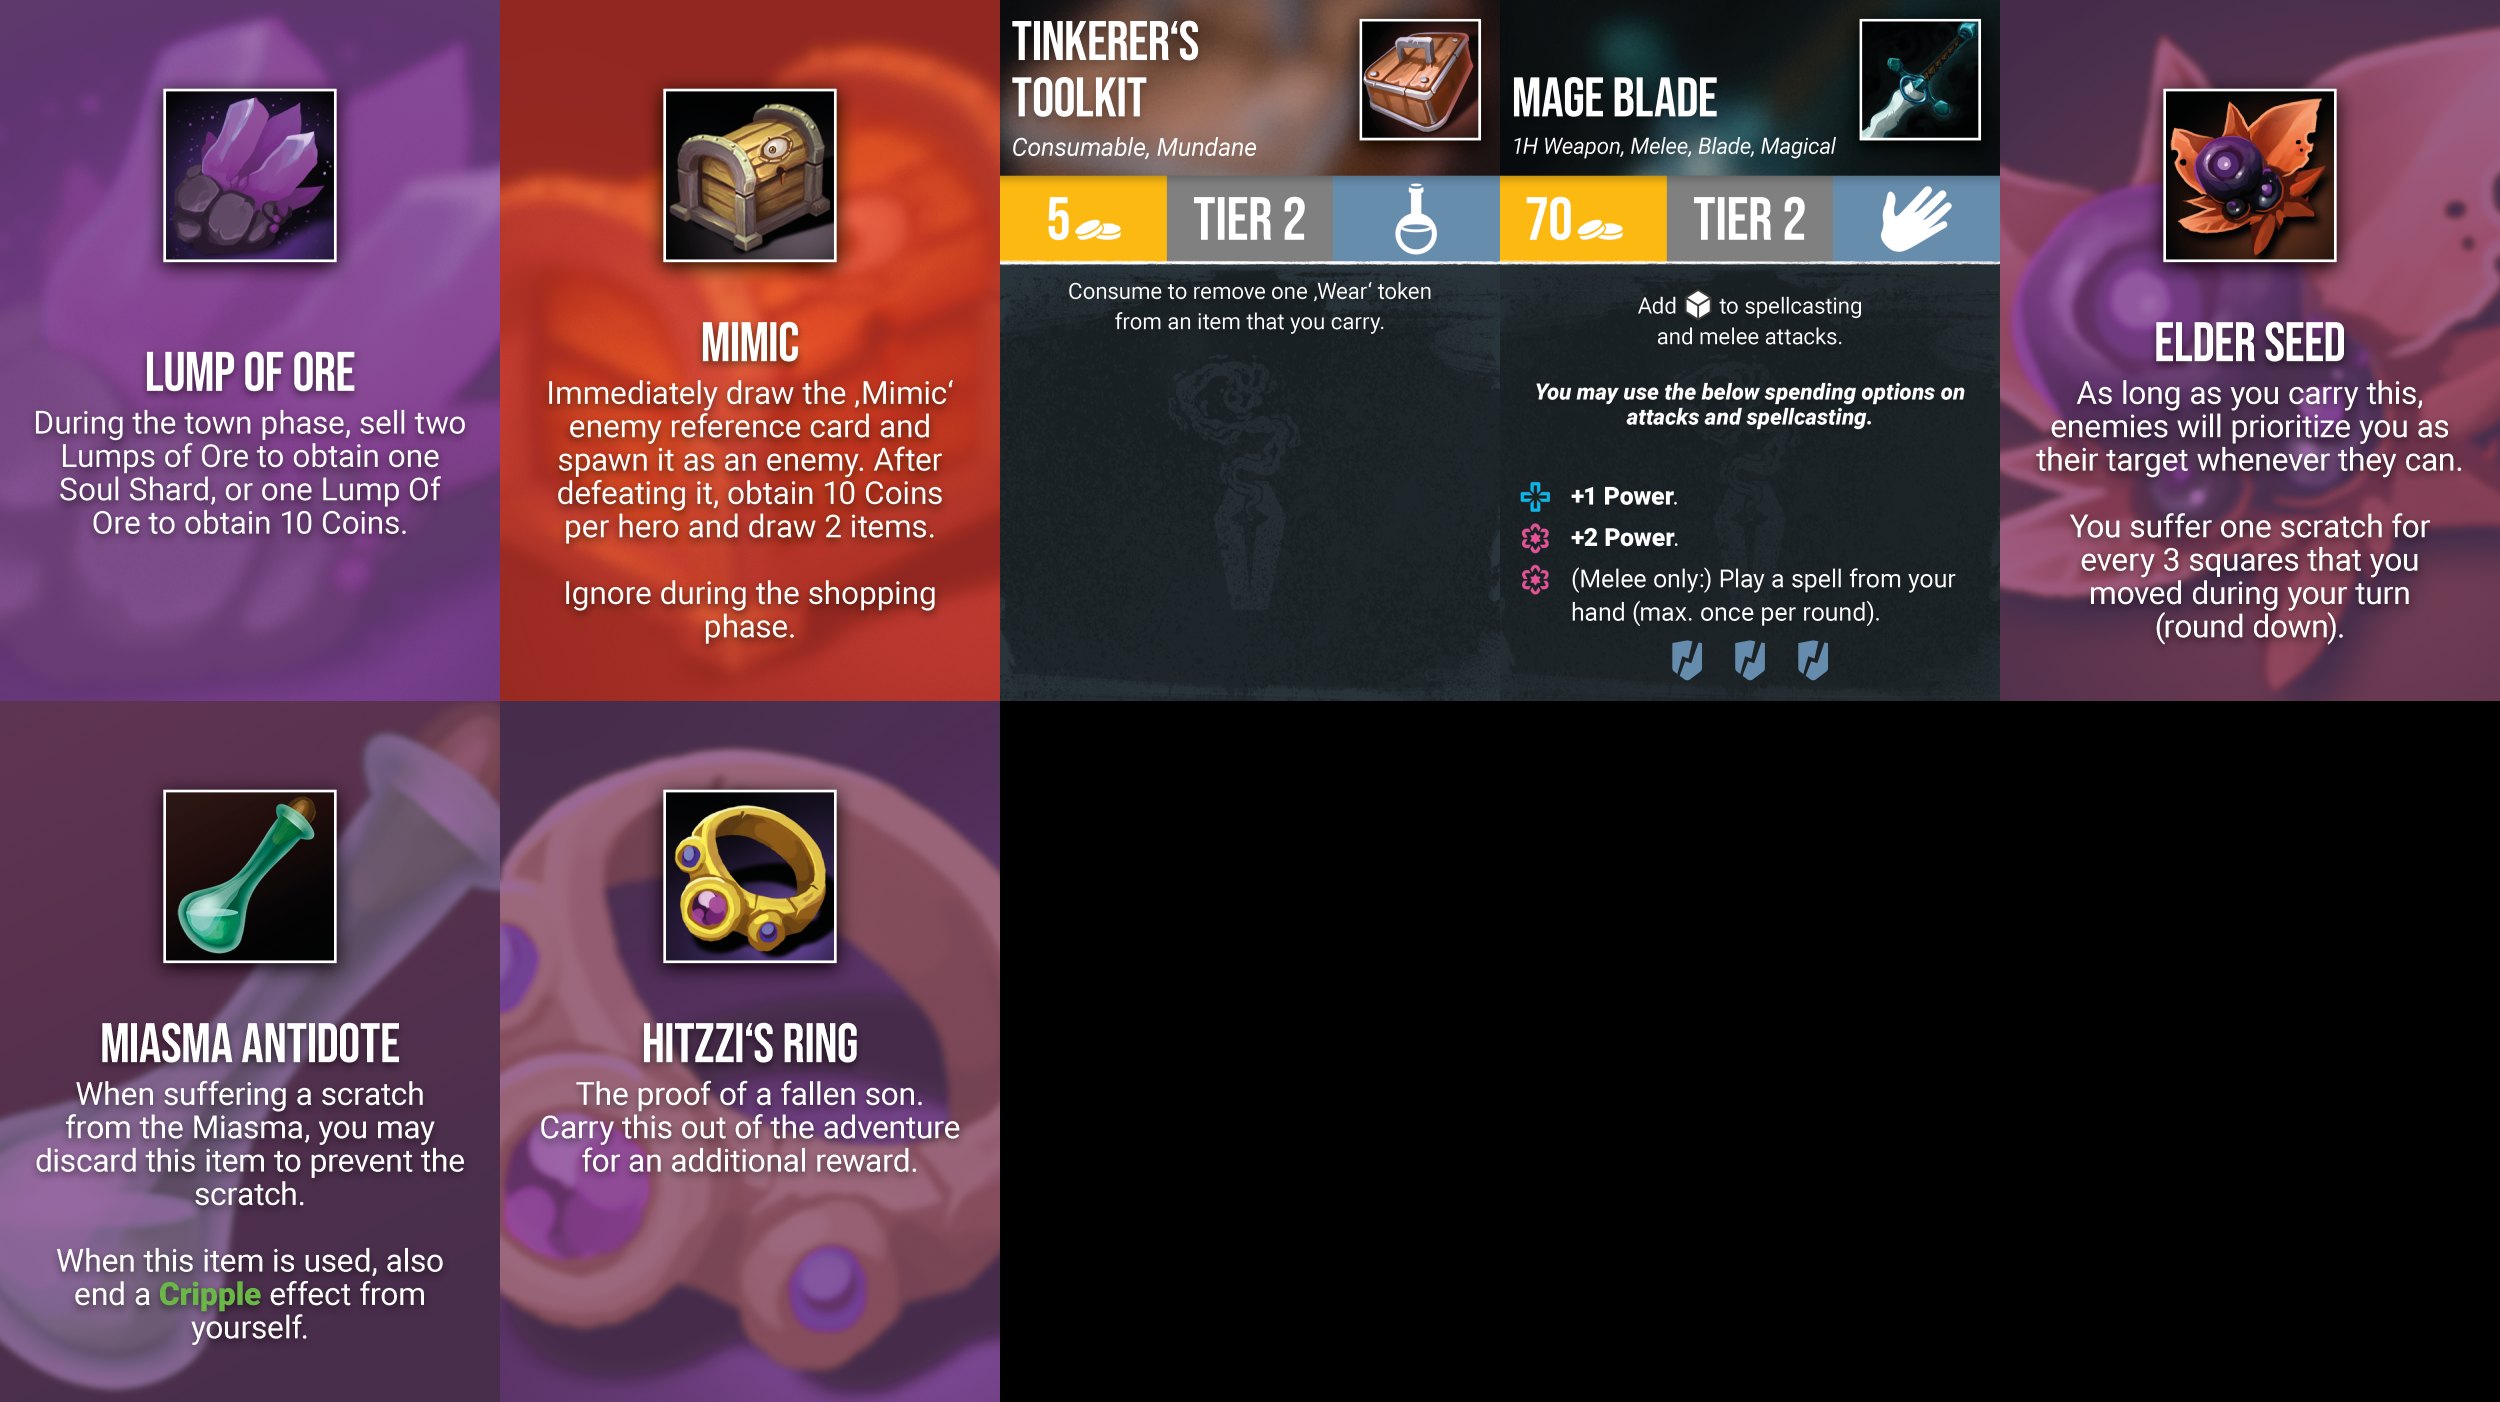 LUMP OF ORE
During the town phase, sell two
Lumps of Ore to obtain one
Soul Shard, or one Lump Of
Ore to obtain 10 Coins.
MIMIC
Immediately draw the ‚Mimic‘
enemy reference card and
spawn it as an enemy. After
defeating it, obtain 10 Coins
per hero and draw 2 items.
Ignore during the shopping
phase.
TINKERER‘S
TOOLKIT
Consumable, Mundane
5
TIER 2
Consume to remove one ‚Wear‘ token
from an item that you carry.
MAGE BLADE
1H Weapon, Melee, Blade, Magical
70
TIER 2
Add to spellcasting
and melee attacks.
You may use the below spending options on
attacks and spellcasting.
+1 Power.
+2 Power.
(Melee only:) Play a spell from your
hand (max. once per round).
ELDER SEED
As long as you carry this,
enemies will prioritize you as
their target whenever they can.
You suffer one scratch for
every 3 squares that you
moved during your turn
(round down).
MIASMA ANTIDOTE
When suffering a scratch
from the Miasma, you may
discard this item to prevent the
scratch.
When this item is used, also
end a Cripple effect from
yourself.
HITZZI‘S RING
The proof of a fallen son.
Carry this out of the adventure
for an additional reward.